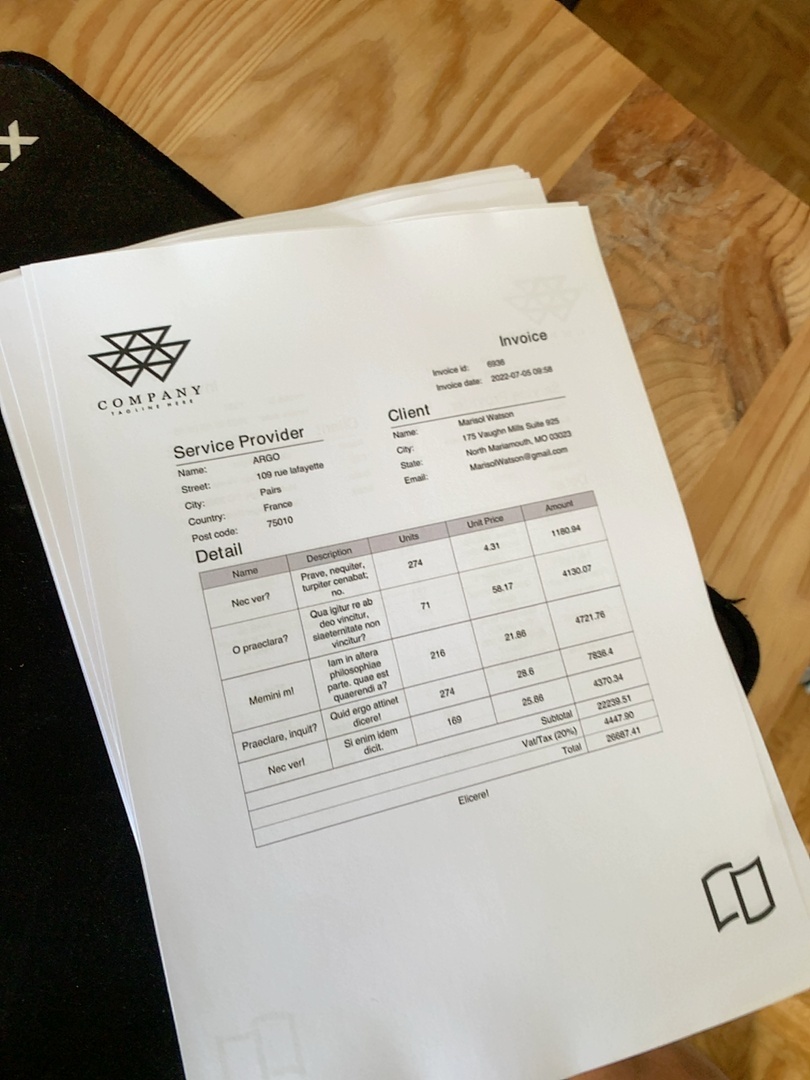 COMPANY
TAGLINE HERE
Invoice
Invoice id: 6936
Invoice date: 2022-07-05 09:58
Service Provider
Name: ARGO
Street: 109 rue lafayette
City: Pairs
Country: France
Post code: 75010
Client
Name: Marisol Watson
City: 175 Vaughn Mills Suite 925
State: North Mariamouth, MO 03023
Email: MarisolWatson@gmail.com
Detail
Name Description Units Unit Price Amount
Nec ver? Prave, nequiter, turpiter cenabat; no. 274 4.31 1180.94
O praeclara? Qua igitur re ab deo vincitur, siaeternitate non vincitur? 71 58.17 4130.07
Memini m! Iam in altera philosophiae parte. quae est quaerendi a? 216 21.86 4721.76
Praeclare, inquit? Quid ergo attinet dicere! 274 28.6 7836.4
Nec ver! Si enim idem dicit. 169 25.86 4370.34
Subtotal 22239.51
Vat/Tax (20%) 4447.90
Total 26687.41
Elicere!